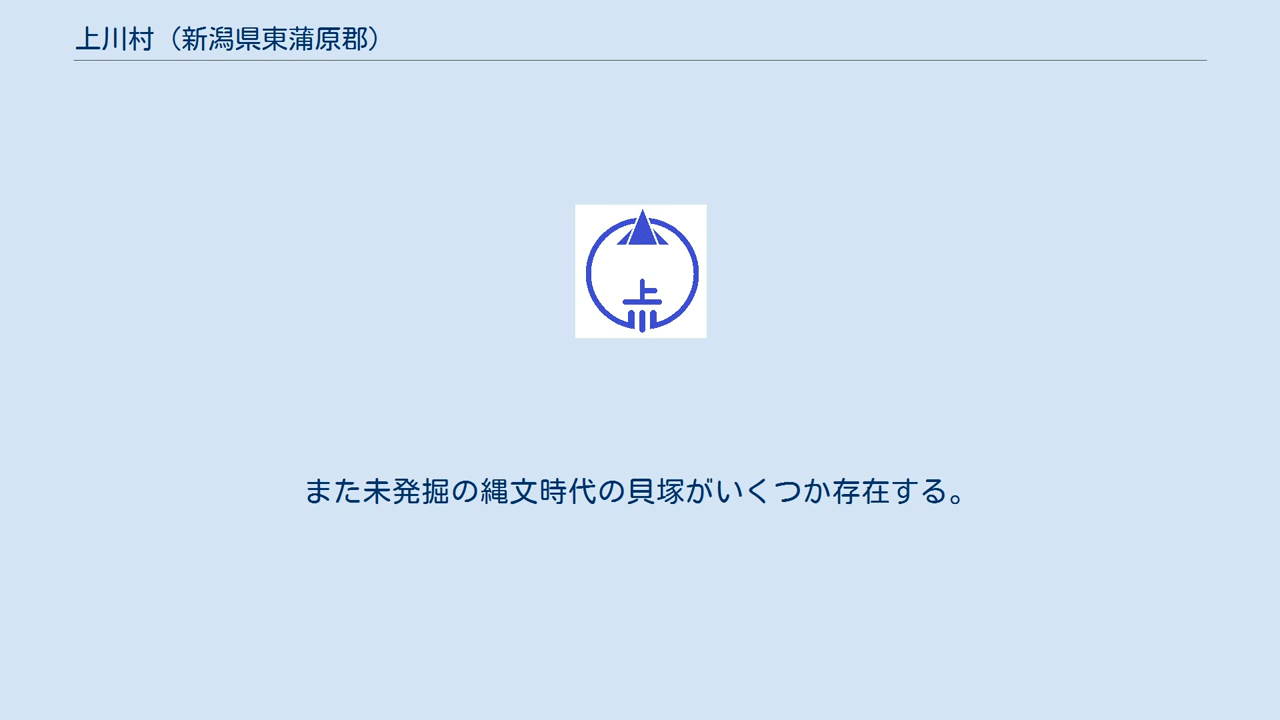 上川村（新潟県東蒲原郡）
上
川
また未発掘の縄文時代の貝塚がいくつか存在する。